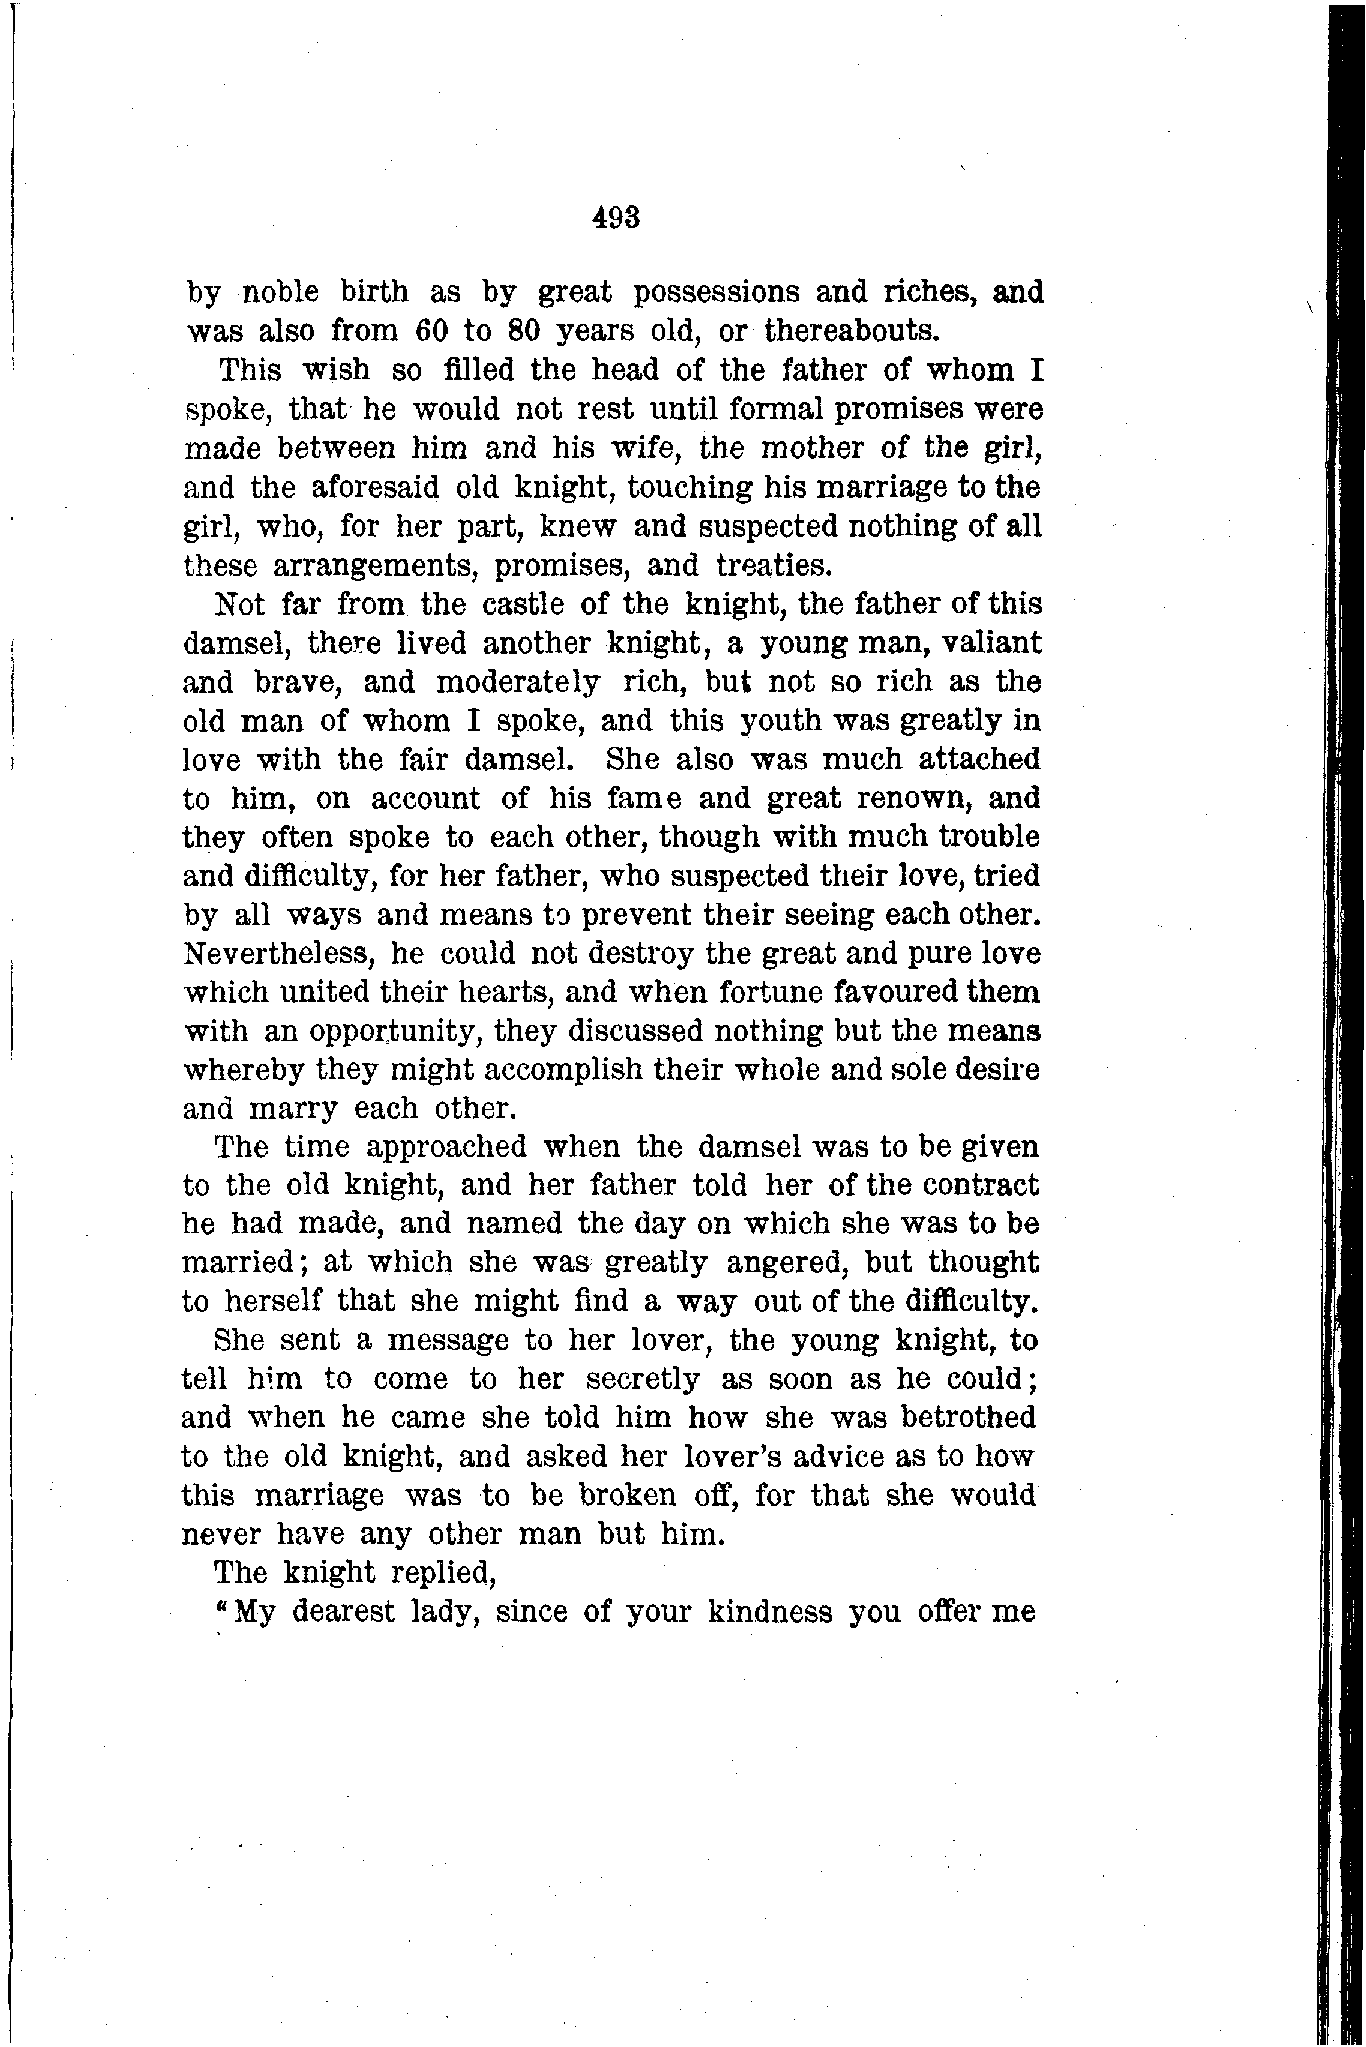 493
by noble birth as by great possessions and riches, and
was also from 60 to 80 years old, or thereabouts.
This wish so filled the head of the father of whom I
spoke, that he would not rest until formal promises were
made between him and his wife, the mother of the girl,
and the aforesaid old knight, touching his marriage to the
girl, who, for her part, knew and suspected nothing of all
these arrangements, promises, and treaties.
Not far from the castle of the knight, the father of this
damsel, there lived another knight, a young man, valiant
and brave, and moderately rich, but not so rich as the
old man of whom I spoke, and this youth was greatly in
love with the fair damsel. She also was much attached
to him, on account of his fame and great renown, and
they often spoke to each other, though with much trouble
and difficulty, for her father, who suspected their love, tried
by all ways and means to prevent their seeing each other.
Nevertheless, he could not destroy the great and pure love
which united their hearts, and when fortune favoured them
with an opportunity, they discussed nothing but the means
whereby they might accomplish their whole and sole desire
and marry each other.
The time approached when the damsel was to be given
to the old knight, and her father told her of the contract
he had made, and named the day on which she was to be
married; at which she was greatly angered, but thought
to herself that she might find a way out of the difficulty.
She sent a message to her lover, the young knight, to
tell him to come to her secretly as soon as he could;
and when he came she told him how she was betrothed
to the old knight, and asked her lover's advice as to how
this marriage was to be broken off, for that she would
never have any other man but him.
The knight replied,
"My dearest lady, since of your kindness you offer me